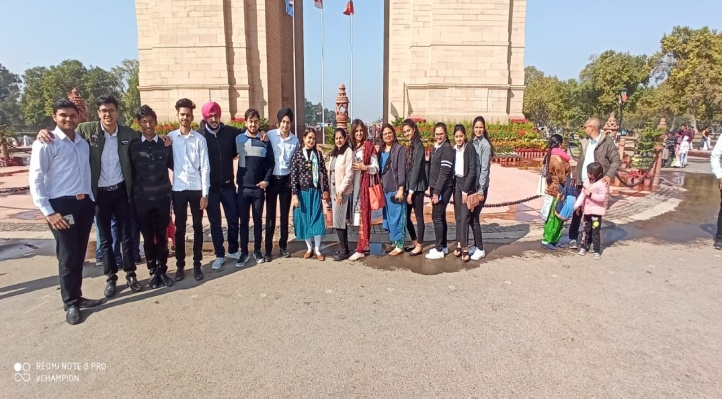 REDMI NOTE 8 PRO
#CHAMPION